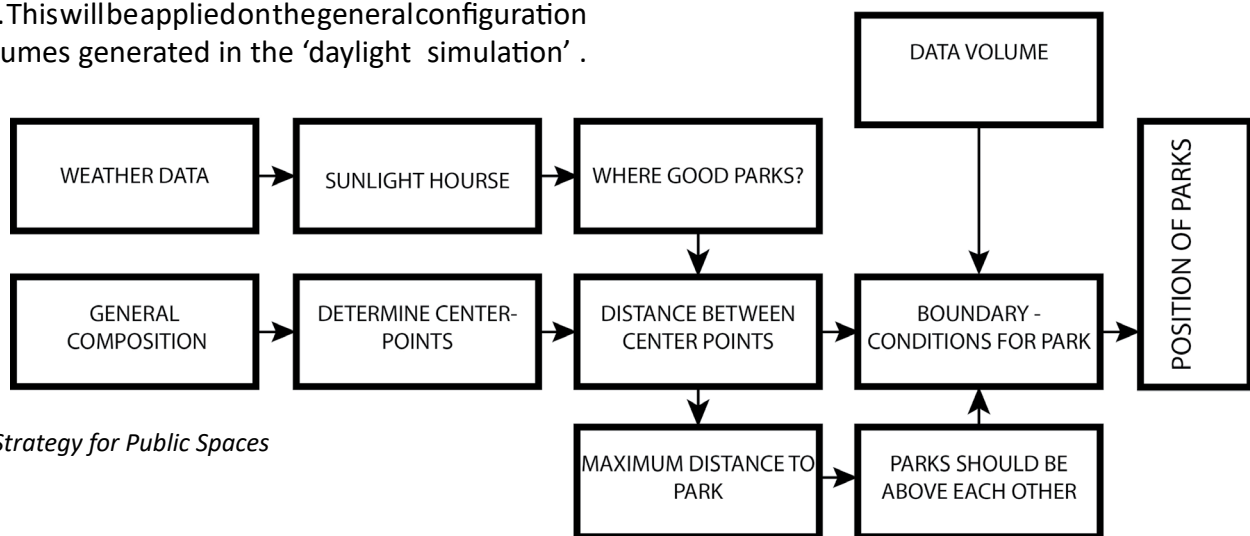 . This will be applied on the general configuration
umes generated in the ‘daylight simulation’ .
DATA VOLUME
WEATHER DATA
SUNLIGHT HOURSE
WHERE GOOD PARKS?
POSITION OF PARKS
GENERAL
COMPOSITION
DETERMINE CENTER-
POINTS
DISTANCE BETWEEN
CENTER POINTS
BOUNDARY -
CONDITIONS FOR PARK
Strategy for Public Spaces
MAXIMUM DISTANCE TO
PARK
PARKS SHOULD BE
ABOVE EACH OTHER